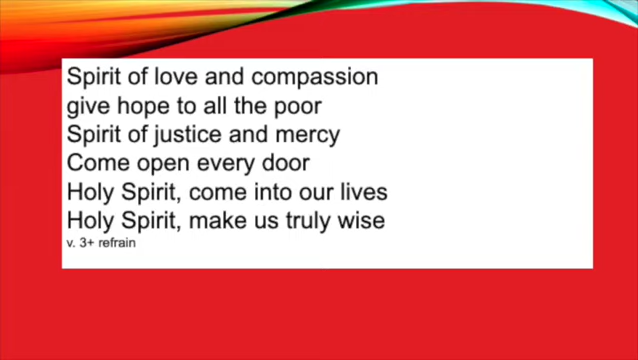 Spirit of love and compassion
give hope to all the poor
Spirit of justice and mercy
Come open every door
Holy Spirit, come into our lives
Holy Spirit, make us truly wise
v. 3+ refrain